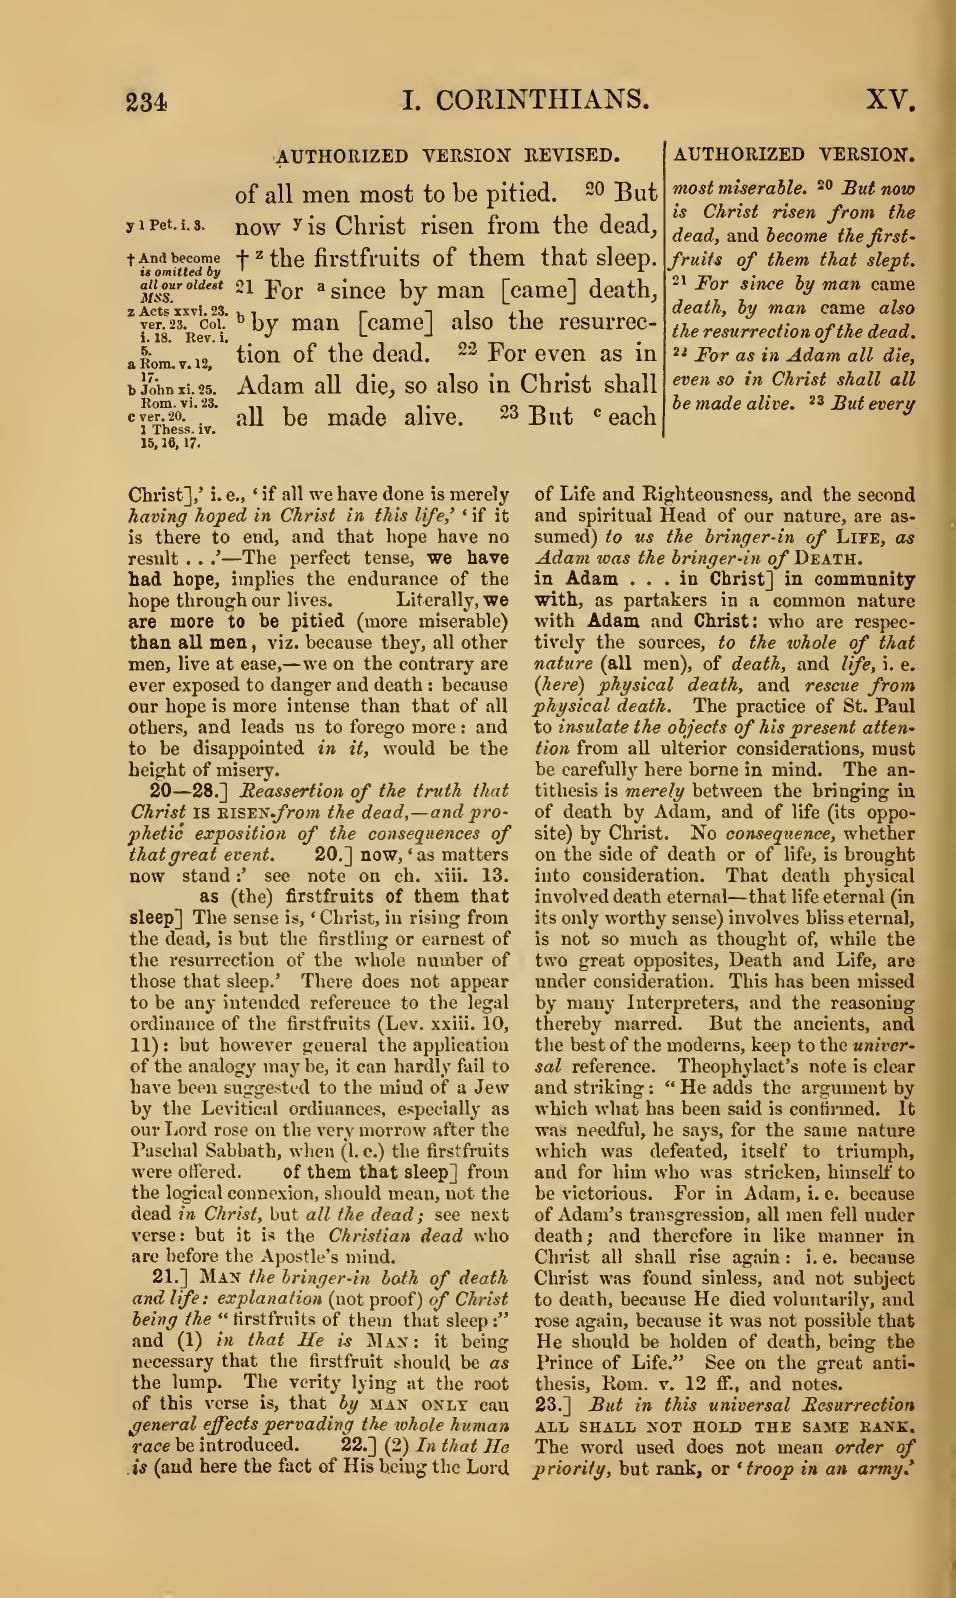 234 I. CORINTHIANS. XV.
AUTHORIZED VERSION REVISED.
of all men most to be pitied. 20 But
now y is Christ risen from the dead,
† z the firstfruits of them that sleep.
21 For a since by man [came] death,
b by man [came] also the resurrec-
tion of the dead. 22 For even as in
Adam all die, so also in Christ shall
all be made alive. 23 But c each
y 1 Pet. i. 3.
† And become
is omitted by
all our oldest
MSS.
z Acts xxvi. 23.
ver. 23. Col.
i. 18. Rev. i.
5.
a Rom. v. 12,
17.
b John xi. 25.
Rom. vi. 23.
c ver. 20.
1 Thess. iv.
15, 16, 17.
AUTHORIZED VERSION.
most miserable. 20 But now
is Christ risen from the
dead, and become the first-
fruits of them that slept.
21 For since by man came
death, by man came also
the resurrection of the dead.
22 For as in Adam all die,
even so in Christ shall all
be made alive. 23 But every
Christ],’ i. e., ‘if all we have done is merely
having hoped in Christ in this life,’ ‘if it
is there to end, and that hope have no
result . . .’—The perfect tense, we have
had hope, implies the endurance of the
hope through our lives. Literally, we
are more to be pitied (more miserable)
than all men, viz. because they, all other
men, live at ease,—we on the contrary are
ever exposed to danger and death: because
our hope is more intense than that of all
others, and leads us to forego more: and
to be disappointed in it, would be the
height of misery.
20—28.] Reassertion of the truth that
Christ IS RISEN from the dead,—and pro-
phetic exposition of the consequences of
that great event. 20.] now, ‘as matters
now stand:’ see note on ch. xiii. 13.
as (the) firstfruits of them that
sleep] The sense is, ‘Christ, in rising from
the dead, is but the firstling or earnest of
the resurrection of the whole number of
those that sleep.’ There does not appear
to be any intended reference to the legal
ordinance of the firstfruits (Lev. xxiii. 10,
11): but however general the application
of the analogy may be, it can hardly fail to
have been suggested to the mind of a Jew
by the Levitical ordinances, especially as
our Lord rose on the very morrow after the
Paschal Sabbath, when (l. c.) the firstfruits
were offered. of them that sleep] from
the logical connexion, should mean, not the
dead in Christ, but all the dead; see next
verse: but it is the Christian dead who
are before the Apostle’s mind.
21.] MAN the bringer-in both of death
and life: explanation (not proof) of Christ
being the “firstfruits of them that sleep:”
and (1) in that He is MAN: it being
necessary that the firstfruit should be as
the lump. The verity lying at the root
of this verse is, that by MAN ONLY can
general effects pervading the whole human
race be introduced. 22.] (2) In that He
is (and here the fact of His being the Lord
of Life and Righteousness, and the second
and spiritual Head of our nature, are as-
sumed) to us the bringer-in of LIFE, as
Adam was the bringer-in of DEATH.
in Adam . . . in Christ] in community
with, as partakers in a common nature
with Adam and Christ: who are respec-
tively the sources, to the whole of that
nature (all men), of death, and life, i. e.
(here) physical death, and rescue from
physical death. The practice of St. Paul
to insulate the objects of his present atten-
tion from all ulterior considerations, must
be carefully here borne in mind. The an-
tithesis is merely between the bringing in
of death by Adam, and of life (its oppo-
site) by Christ. No consequence, whether
on the side of death or of life, is brought
into consideration. That death physical
involved death eternal—that life eternal (in
its only worthy sense) involves bliss eternal,
is not so much as thought of, while the
two great opposites, Death and Life, are
under consideration. This has been missed
by many Interpreters, and the reasoning
thereby marred. But the ancients, and
the best of the moderns, keep to the univer-
sal reference. Theophylact’s note is clear
and striking: “He adds the argument by
which what has been said is confirmed. It
was needful, he says, for the same nature
which was defeated, itself to triumph,
and for him who was stricken, himself to
be victorious. For in Adam, i. e. because
of Adam’s transgression, all men fell under
death; and therefore in like manner in
Christ all shall rise again: i. e. because
Christ was found sinless, and not subject
to death, because He died voluntarily, and
rose again, because it was not possible that
He should be holden of death, being the
Prince of Life.” See on the great anti-
thesis, Rom. v. 12 ff., and notes.
23.] But in this universal Resurrection
ALL SHALL NOT HOLD THE SAME RANK.
The word used does not mean order of
priority, but rank, or ‘troop in an army.’